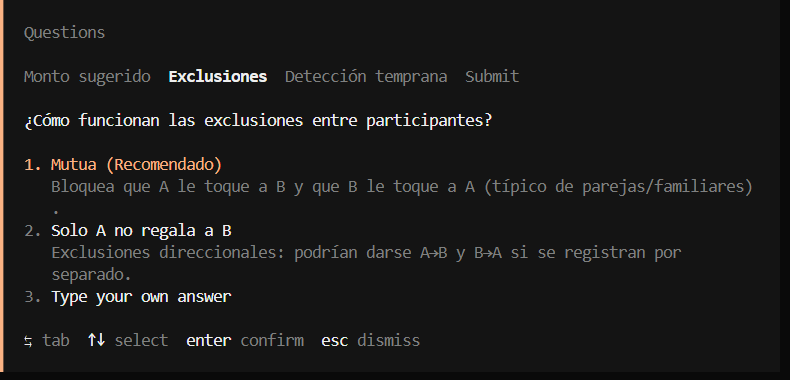 Questions
Monto sugerido  Exclusiones  Detección temprana  Submit
¿Cómo funcionan las exclusiones entre participantes?
1. Mutua (Recomendado)
Bloquea que A le toque a B y que B le toque a A (típico de parejas/familiares)
.
2. Solo A no regala a B
Exclusiones direccionales: podrían darse A→B y B→A si se registran por
separado.
3. Type your own answer
⇆ tab  ↑↓ select  enter confirm  esc dismiss